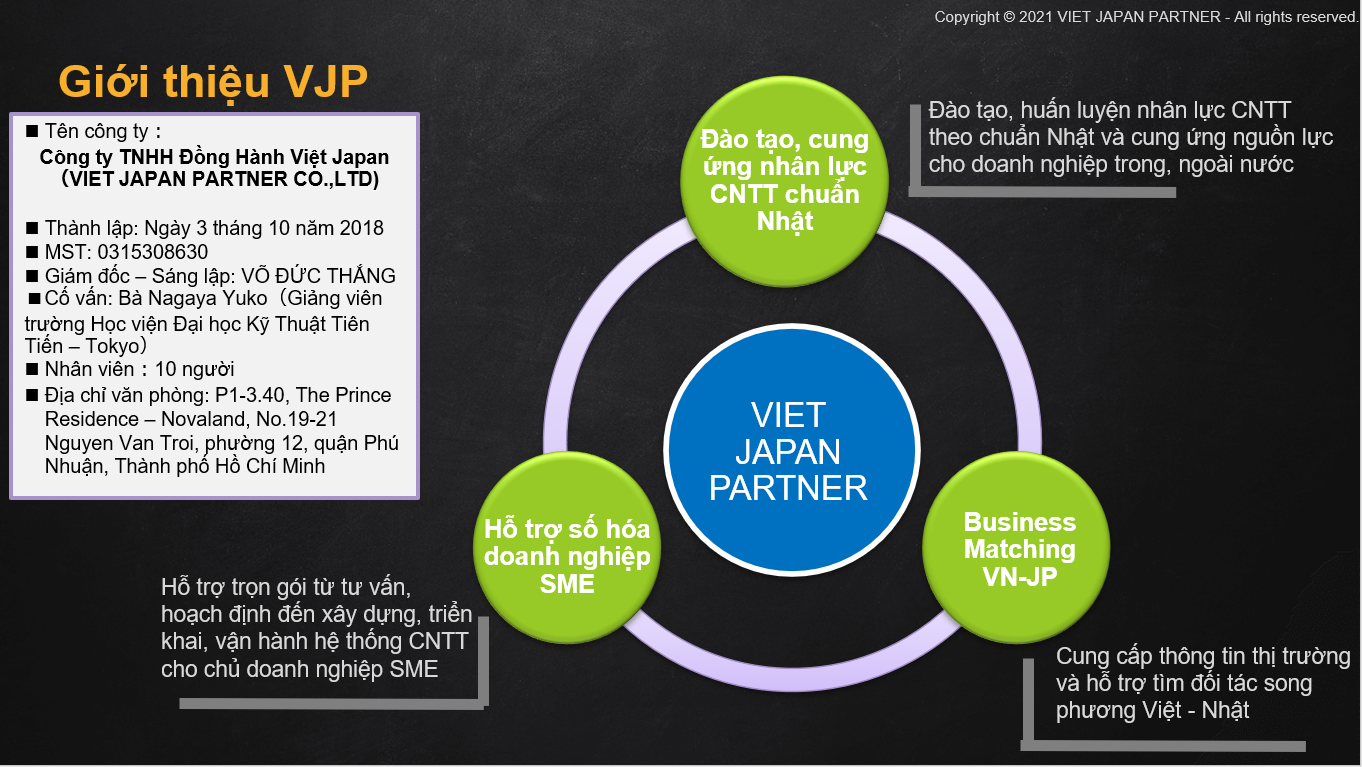 Copyright © 2021 VIET JAPAN PARTNER - All rights reserved.
Giới thiệu VJP
■ Tên công ty：
Công ty TNHH Đồng Hành Việt Japan
（VIET JAPAN PARTNER CO.,LTD)
■ Thành lập: Ngày 3 tháng 10 năm 2018
■ MST: 0315308630
■ Giám đốc – Sáng lập: VÕ ĐỨC THẮNG
■ Cố vấn: Bà Nagaya Yuko（Giảng viên
trường Học viện Đại học Kỹ Thuật Tiên
Tiến – Tokyo）
■ Nhân viên：10 người
■ Địa chỉ văn phòng: P1-3.40, The Prince
Residence – Novaland, No.19-21
Nguyen Van Troi, phường 12, quận Phú
Nhuận, Thành phố Hồ Chí Minh
Đào tạo, cung
ứng nhân lực
CNTT chuẩn
Nhật
Đào tạo, huấn luyện nhân lực CNTT
theo chuẩn Nhật và cung ứng nguồn lực
cho doanh nghiệp trong, ngoài nước
VIET
JAPAN
PARTNER
Hỗ trợ số hóa
doanh nghiệp
SME
Hỗ trợ trọn gói từ tư vấn,
hoạch định đến xây dựng, triển
khai, vận hành hệ thống CNTT
cho chủ doanh nghiệp SME
Business
Matching
VN-JP
Cung cấp thông tin thị trường
và hỗ trợ tìm đối tác song
phương Việt - Nhật